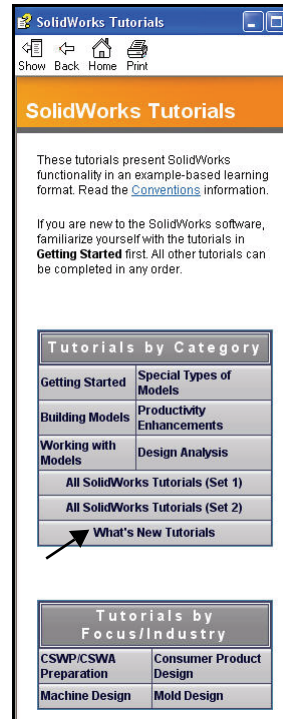 SolidWorks Tutorials
Show Back Home Print
SolidWorks Tutorials
These tutorials present SolidWorks
functionality in an example-based learning
format. Read the Conventions information.
If you are new to the SolidWorks software,
familiarize yourself with the tutorials in
Getting Started first. All other tutorials can
be completed in any order.
Tutorials by Category
Getting Started
Special Types of
Models
Building Models
Productivity
Enhancements
Working with
Models
Design Analysis
All SolidWorks Tutorials (Set 1)
All SolidWorks Tutorials (Set 2)
What's New Tutorials
Tutorials by
Focus/Industry
CSWP/CSWA
Preparation
Consumer Product
Design
Machine Design
Mold Design